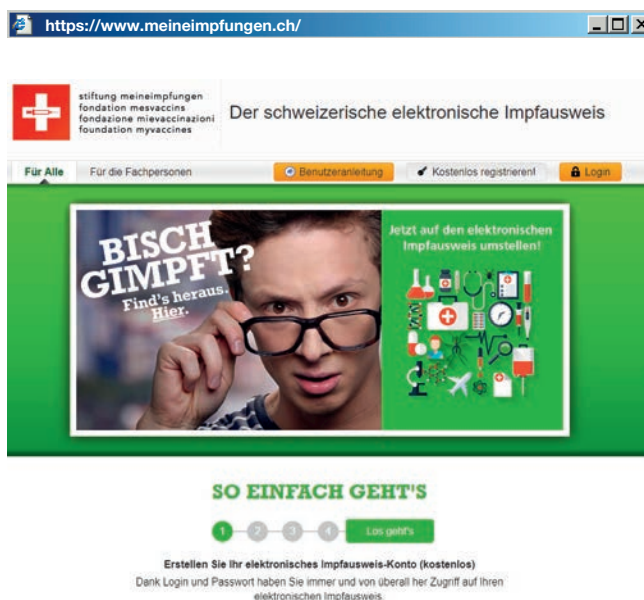 https://www.meineimpfungen.ch/
stiftung meineimpfungen
fondation mesvaccins
fondazione mievaccinazioni
foundation myvaccines
Der schweizerische elektronische Impfausweis
Für Alle Für die Fachpersonen Benutzeranleitung Kostenlos registrieren! Login
BISCH
GIMPFT?
Find's heraus.
Hier.
Jetzt auf den elektronischen
Impfausweis umstellen!
SO EINFACH GEHT'S
1 2 3 4 Los geht's
Erstellen Sie Ihr elektronisches Impfausweis-Konto (kostenlos)
Dank Login und Passwort haben Sie immer und von überall her Zugriff auf Ihren
elektronischen Impfausweis